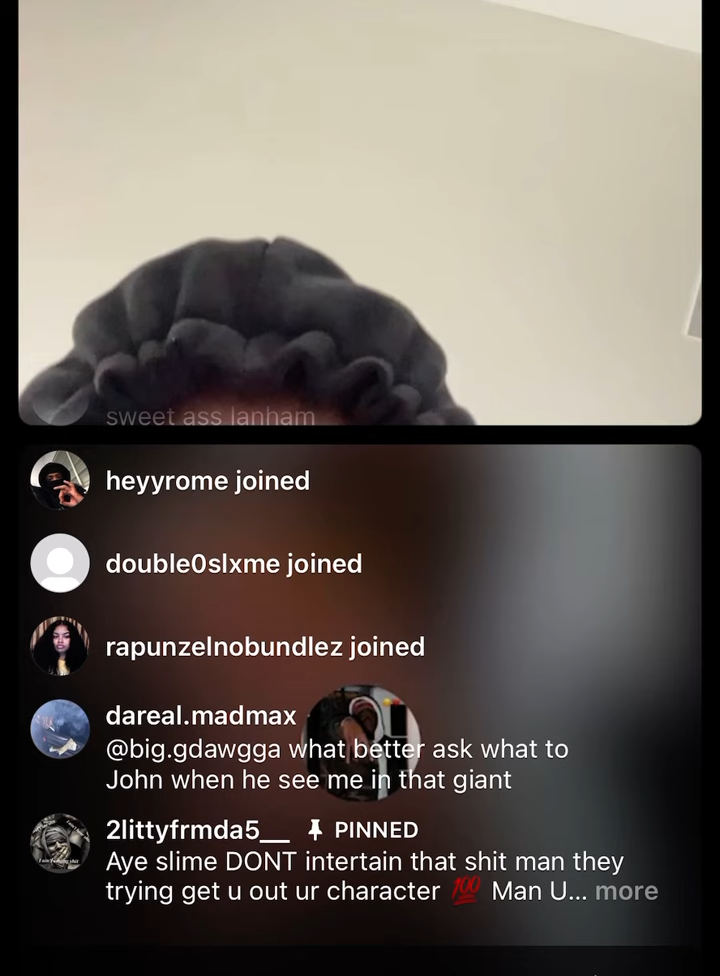 sweet ass lanham
heyyrome joined
double0slxme joined
rapunzelnobundlez joined
dareal.madmax
@big.gdawgga what better ask what to
John when he see me in that giant
2littyfrmda5__ PINNED
Aye slime DONT intertain that shit man they
trying get u out ur character 💯 Man U... more